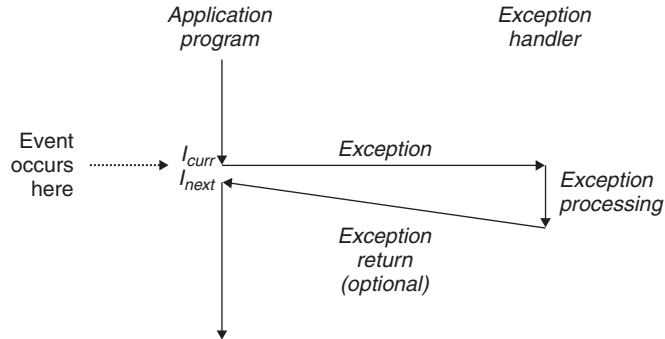 Application
program
Exception
handler
Event
occurs
here
I_curr
I_next
Exception
Exception
processing
Exception
return
(optional)